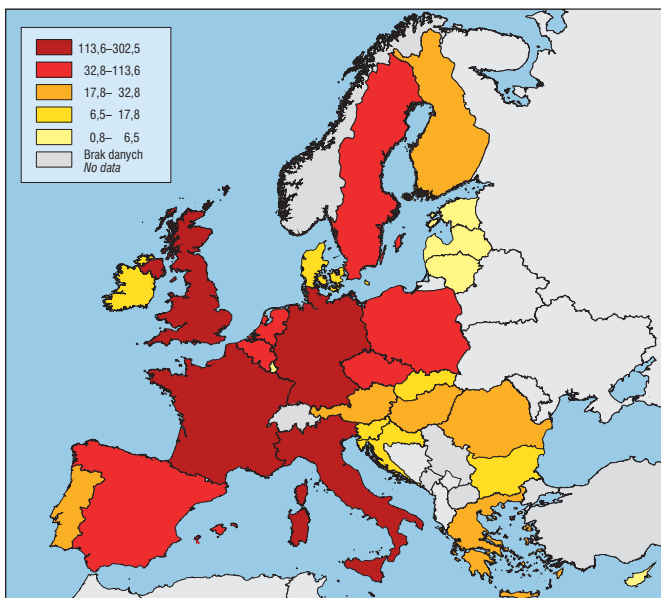 113,6–302,5
32,8–113,6
17,8– 32,8
6,5– 17,8
0,8– 6,5
Brak danych
No data